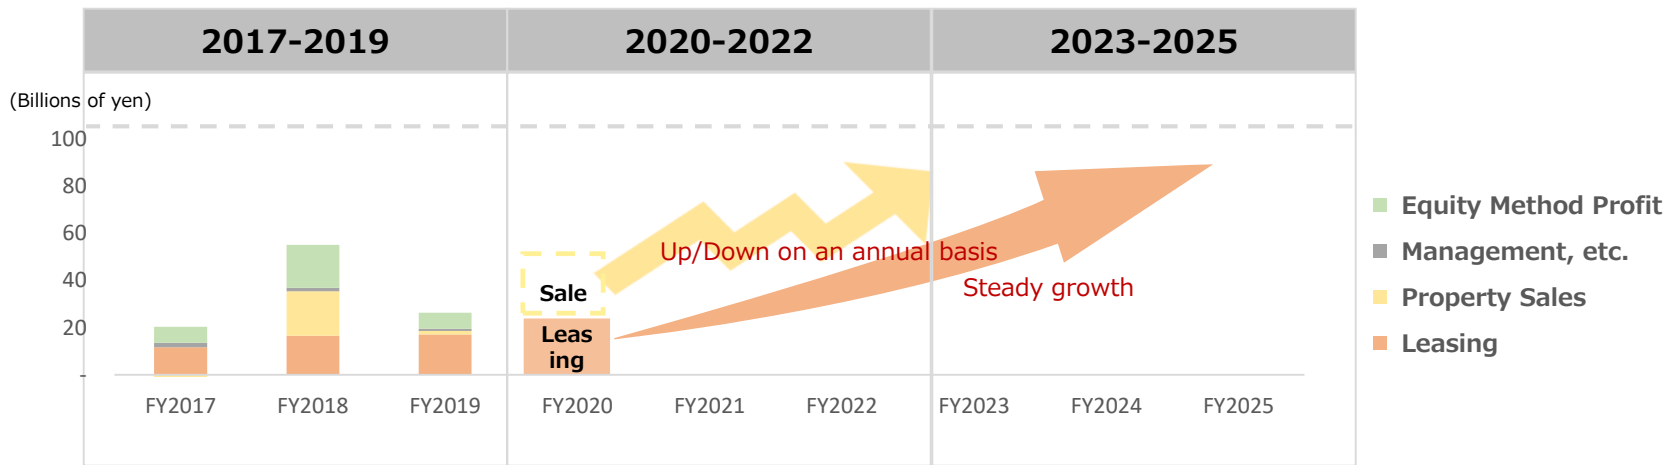 2017-2019
2020-2022
2023-2025
(Billions of yen)
100
80
60
40
20
-
Sale
Leas
ing
Up/Down on an annual basis
Steady growth
FY2017
FY2018
FY2019
FY2020
FY2021
FY2022
FY2023
FY2024
FY2025
Equity Method Profit
Management, etc.
Property Sales
Leasing